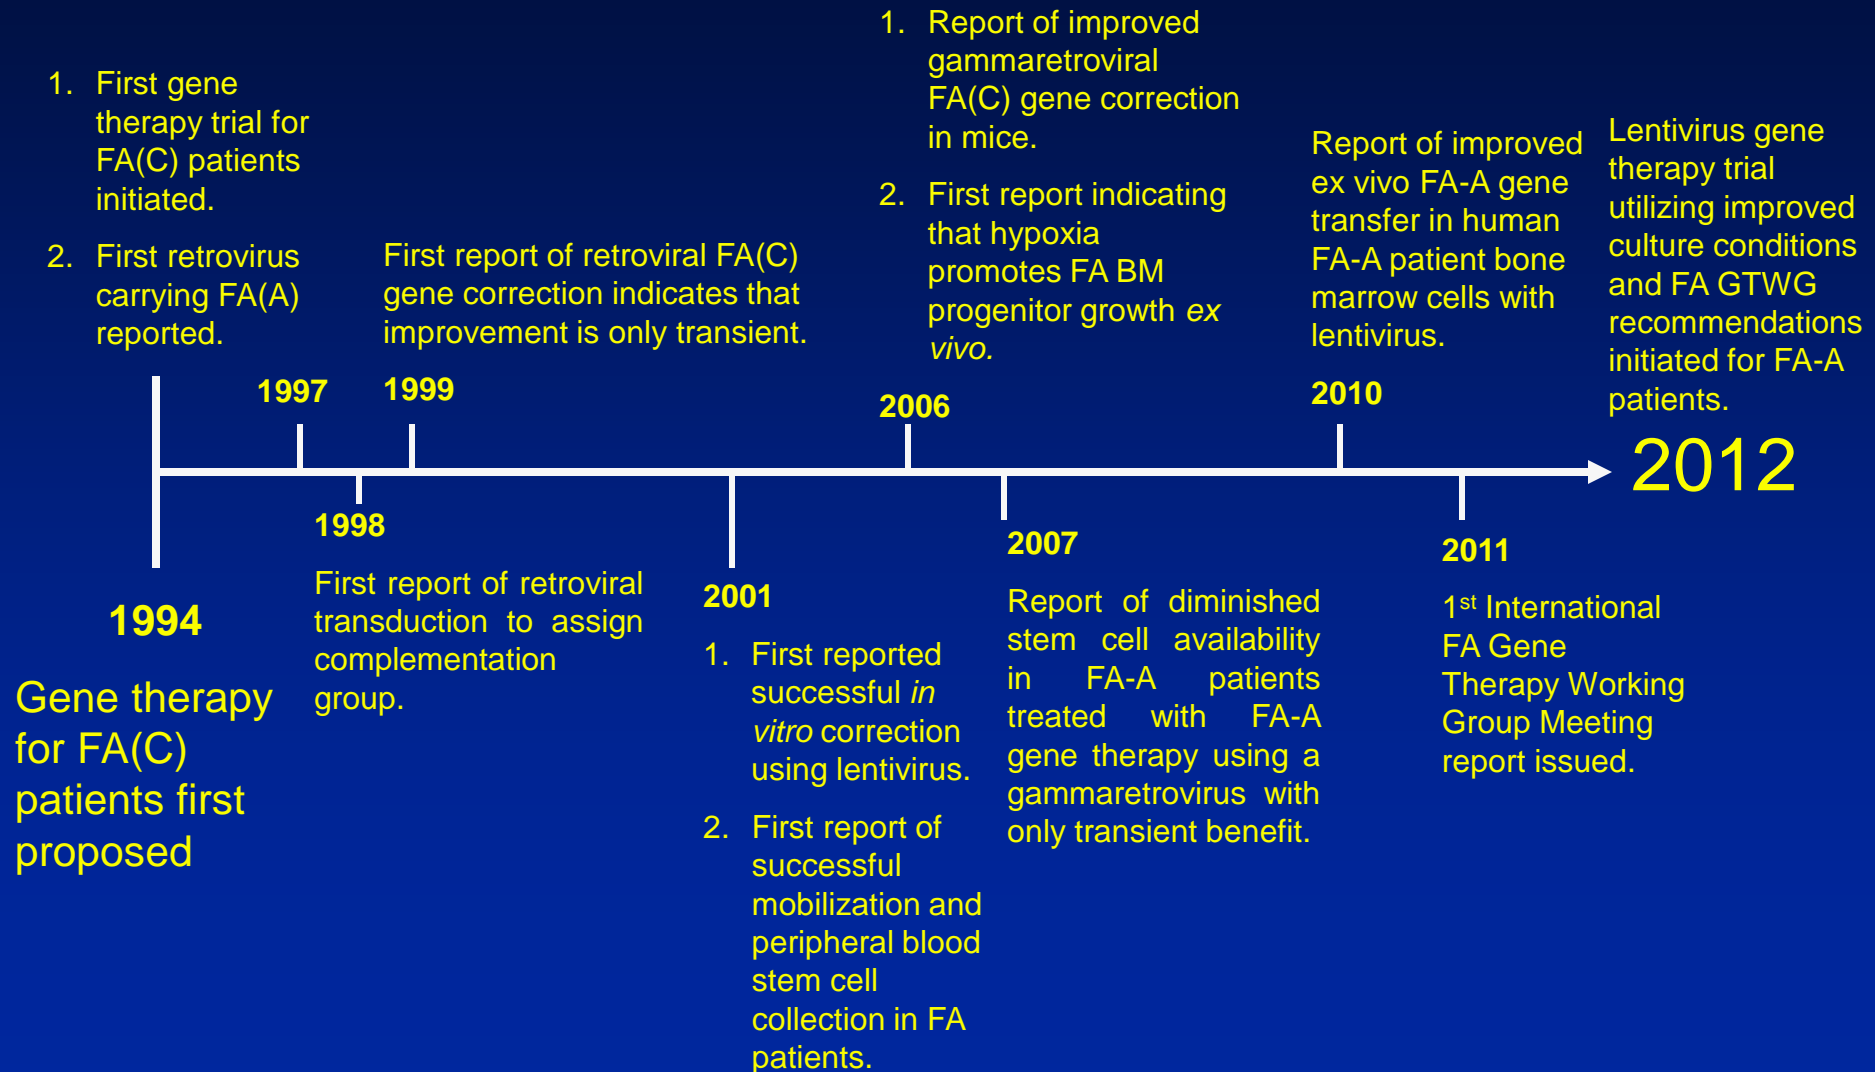 1. First gene
therapy trial for
FA(C) patients
initiated.
2. First retrovirus
carrying FA(A)
reported.
1997
First report of retroviral FA(C)
gene correction indicates that
improvement is only transient.
1999
1. Report of improved
gammaretroviral
FA(C) gene correction
in mice.
2. First report indicating
that hypoxia
promotes FA BM
progenitor growth ex
vivo.
2006
Report of improved
ex vivo FA-A gene
transfer in human
FA-A patient bone
marrow cells with
lentivirus.
2010
Lentivirus gene
therapy trial
utilizing improved
culture conditions
and FA GTWG
recommendations
initiated for FA-A
patients.
2012
1994
Gene therapy
for FA(C)
patients first
proposed
1998
First report of retroviral
transduction to assign
complementation
group.
2001
1. First reported
successful in
vitro correction
using lentivirus.
2. First report of
successful
mobilization and
peripheral blood
stem cell
collection in FA
patients.
2007
Report of diminished
stem cell availability
in FA-A patients
treated with FA-A
gene therapy using a
gammaretrovirus with
only transient benefit.
2011
1st International
FA Gene
Therapy Working
Group Meeting
report issued.